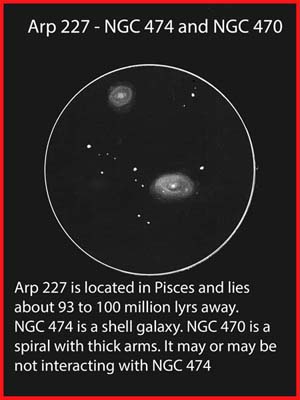 Arp 227 - NGC 474 and NGC 470
Arp 227 is located in Pisces and lies
about 93 to 100 million lyrs away.
NGC 474 is a shell galaxy. NGC 470 is a
spiral with thick arms. It may or may be
not interacting with NGC 474